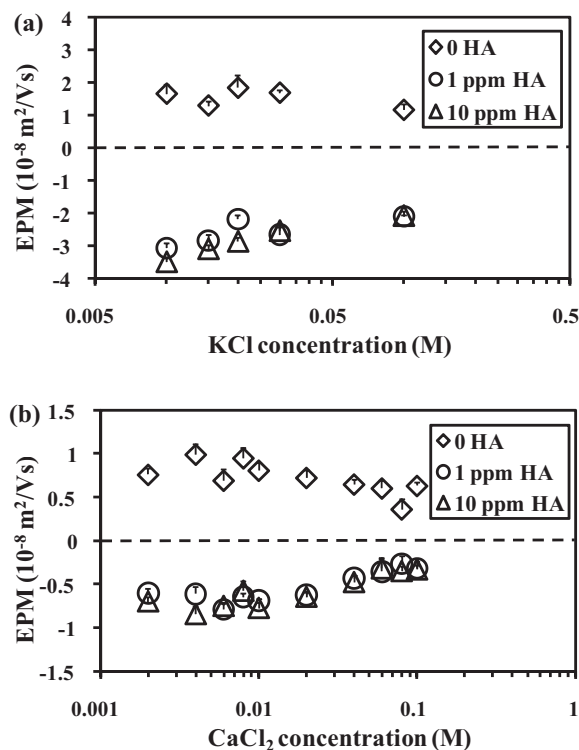 (a)
4
3
2
1
0
-1
-2
-3
-4
EPM (10⁻⁸ m²/Vs)
0 HA
1 ppm HA
10 ppm HA
0.005
0.05
0.5
KCl concentration (M)
(b)
1.5
1
0.5
0
-0.5
-1
-1.5
EPM (10⁻⁸ m²/Vs)
0 HA
1 ppm HA
10 ppm HA
0.001
0.01
0.1
1
CaCl₂ concentration (M)